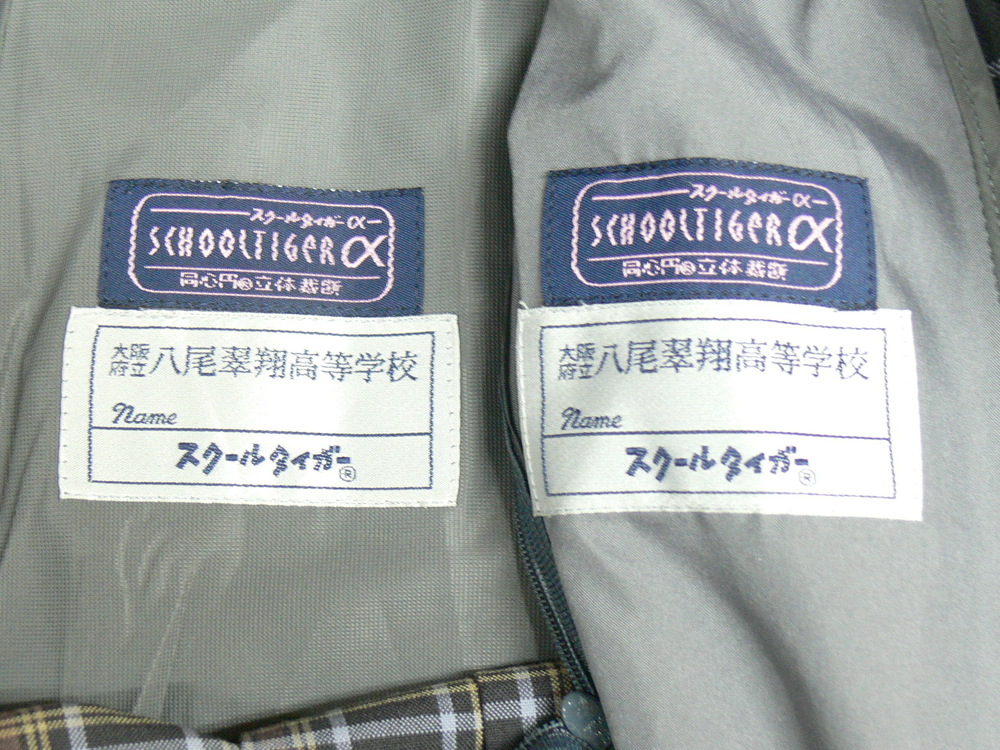 スクールタイガーα
SCHOOLTIGER α
同心円®立体裁断
大阪府立八尾翠翔高等学校
Name
スクールタイガー®
スクールタイガーα
SCHOOLTIGER α
同心円®立体裁断
大阪府立八尾翠翔高等学校
Name
スクールタイガー®